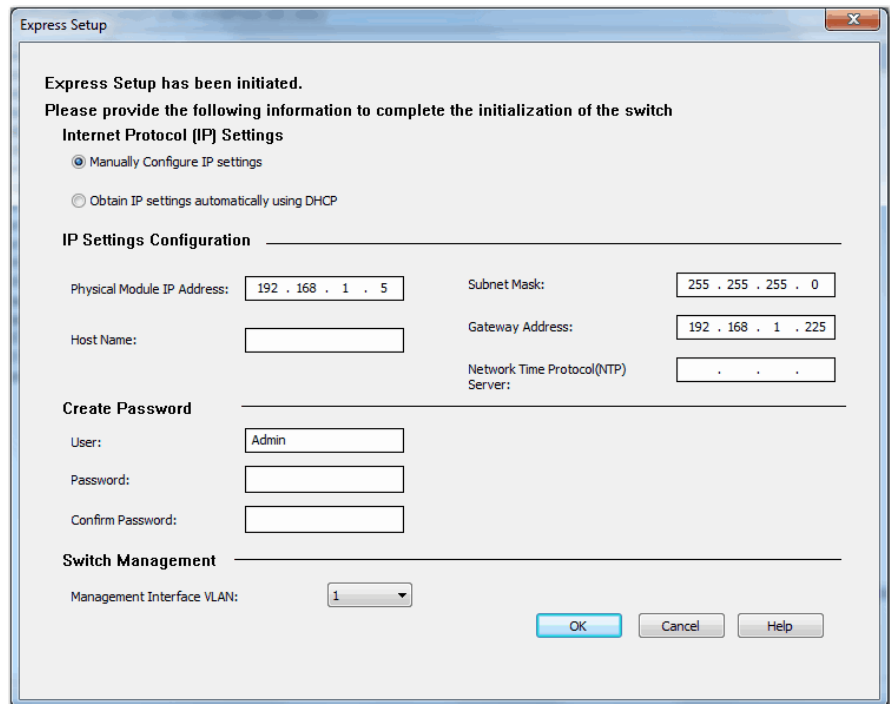 Express Setup
Express Setup has been initiated.
Please provide the following information to complete the initialization of the switch
Internet Protocol (IP) Settings
Manually Configure IP settings
Obtain IP settings automatically using DHCP
IP Settings Configuration
Physical Module IP Address: 192 . 168 . 1 . 5
Subnet Mask: 255 . 255 . 255 . 0
Host Name:
Gateway Address: 192 . 168 . 1 . 225
Network Time Protocol(NTP)
Server: . . .
Create Password
User: Admin
Password:
Confirm Password:
Switch Management
Management Interface VLAN: 1
OK Cancel Help